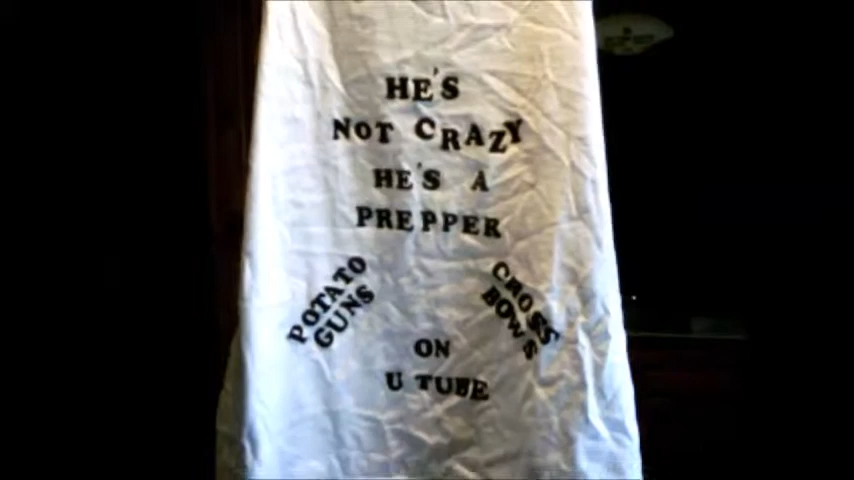 HE'S
NOT CRAZY
HE'S A
PREPPER
POTATO
GUNS
CROSS
BOWS
ON
U TUBE